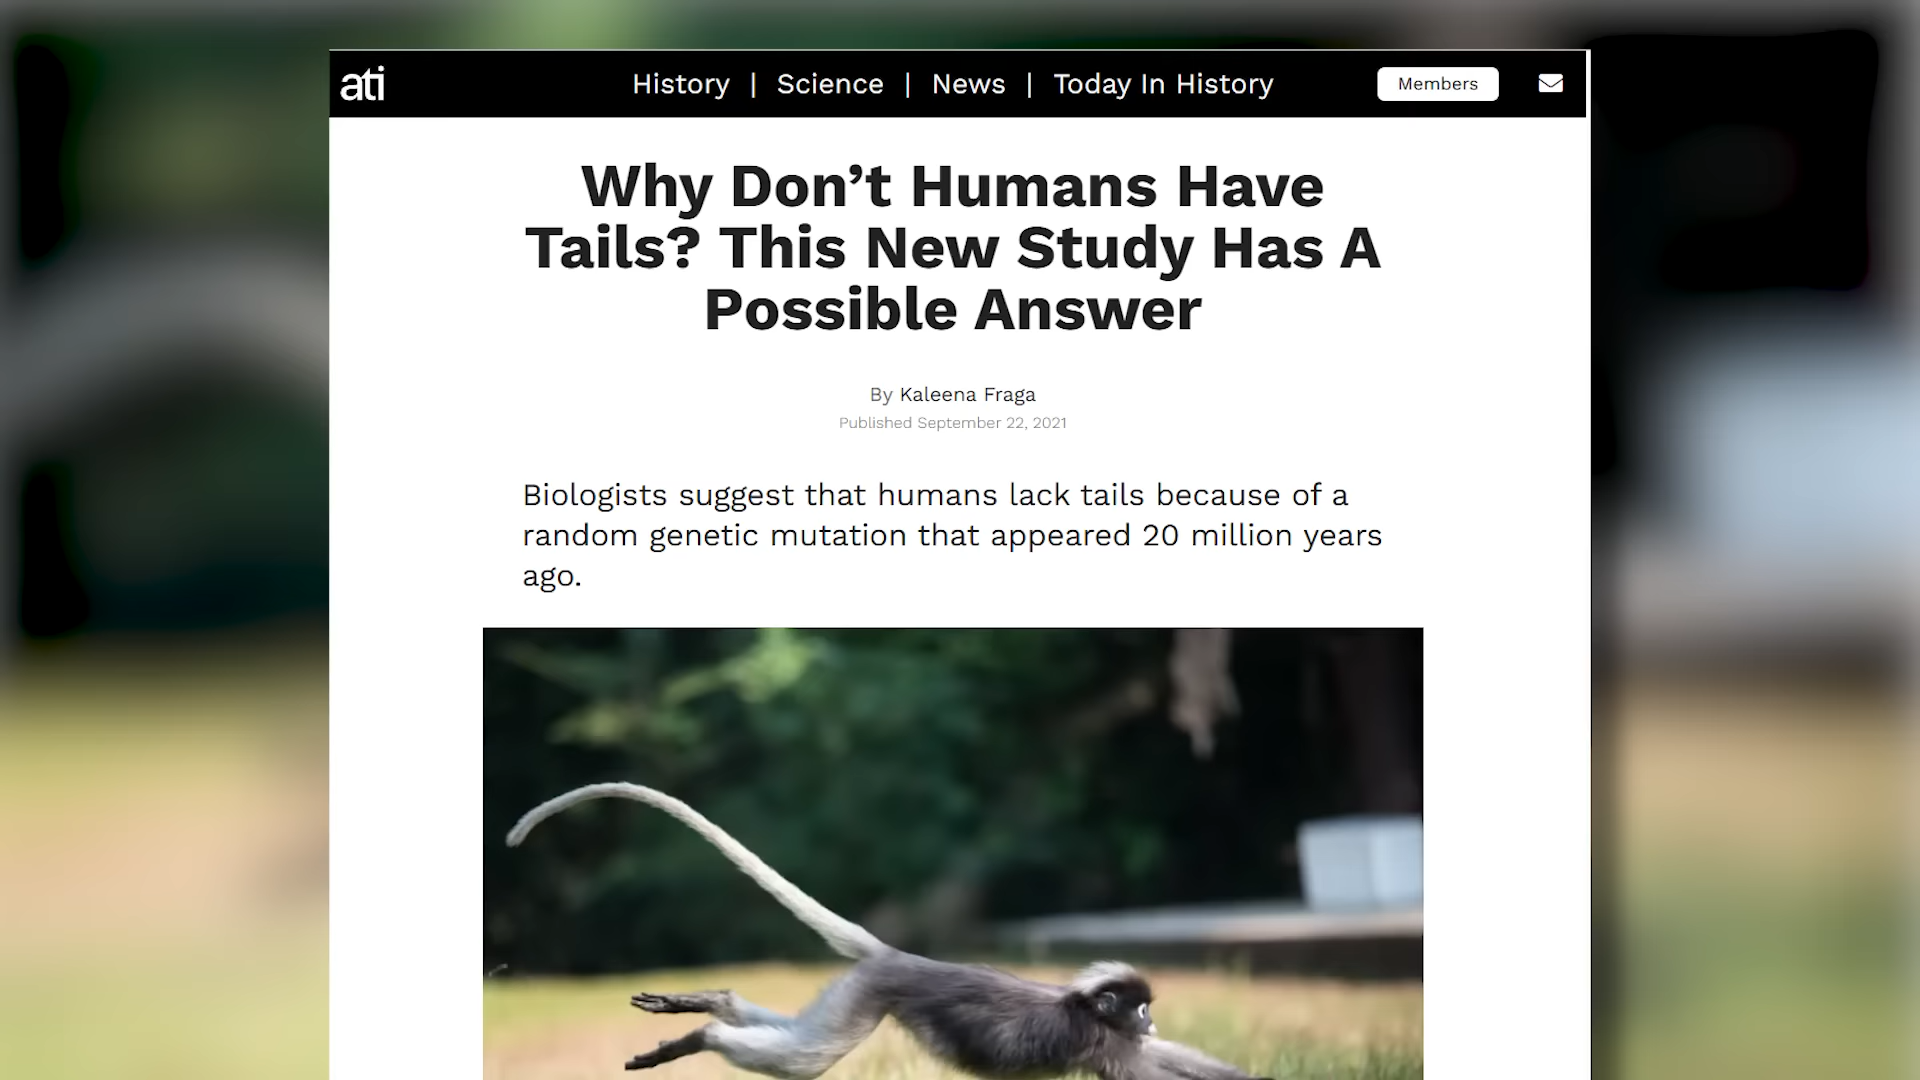 ati
History | Science | News | Today In History
Members
Why Don’t Humans Have
Tails? This New Study Has A
Possible Answer
By Kaleena Fraga
Published September 22, 2021
Biologists suggest that humans lack tails because of a
random genetic mutation that appeared 20 million years
ago.